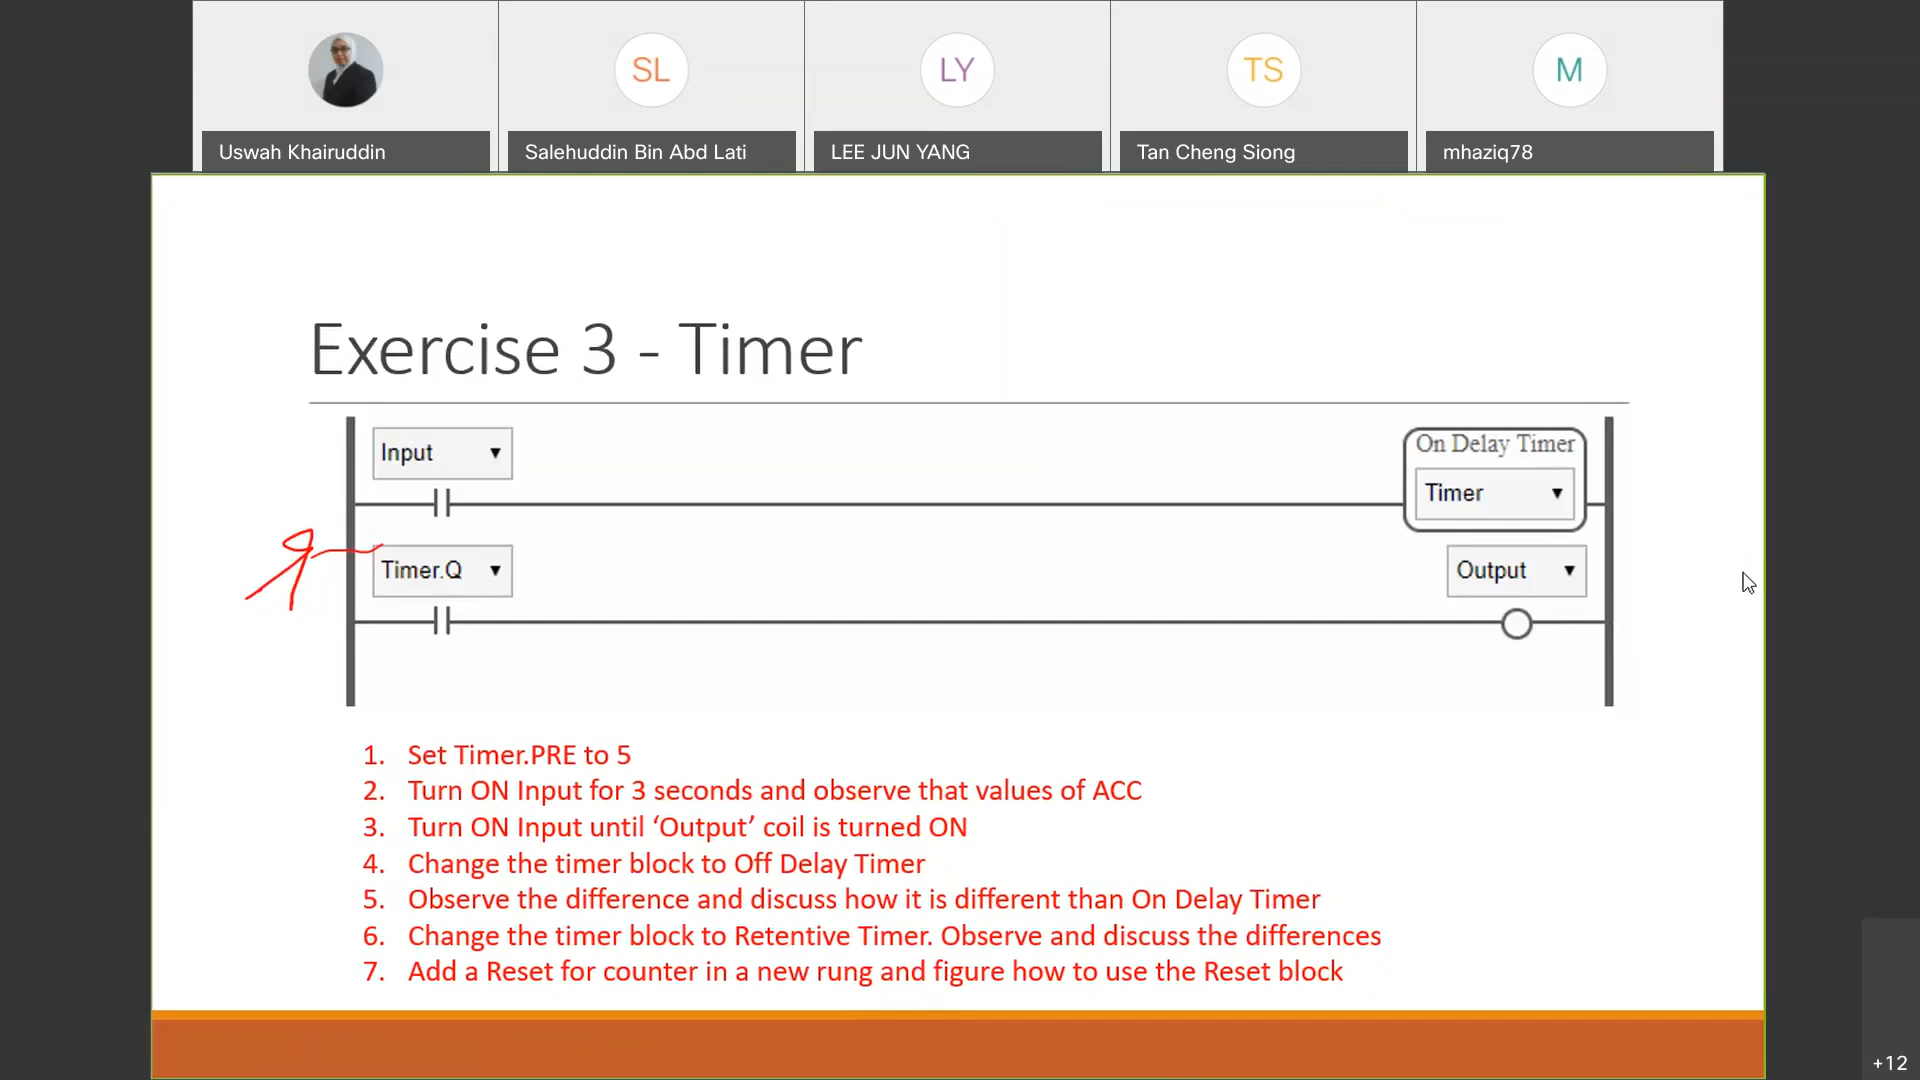 SL
LY
TS
M
Uswah Khairuddin
Salehuddin Bin Abd Lati
LEE JUN YANG
Tan Cheng Siong
mhaziq78
Exercise 3 - Timer
Input
On Delay Timer
Timer
Timer.Q
Output
1. Set Timer.PRE to 5
2. Turn ON Input for 3 seconds and observe that values of ACC
3. Turn ON Input until ‘Output’ coil is turned ON
4. Change the timer block to Off Delay Timer
5. Observe the difference and discuss how it is different than On Delay Timer
6. Change the timer block to Retentive Timer. Observe and discuss the differences
7. Add a Reset for counter in a new rung and figure how to use the Reset block
+12